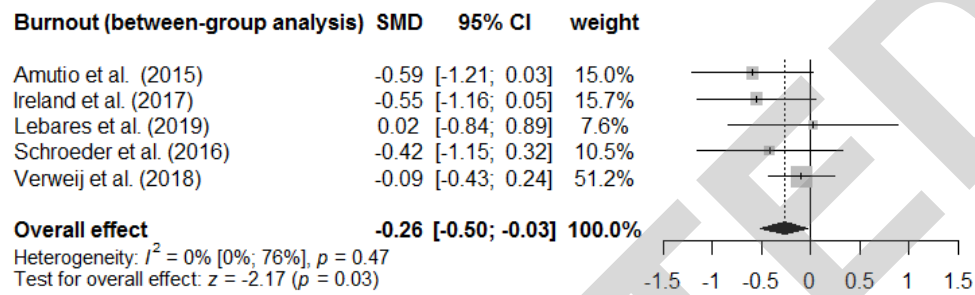 Burnout (between-group analysis) SMD 95% CI weight
Amutio et al. (2015) -0.59 [-1.21; 0.03] 15.0%
Ireland et al. (2017) -0.55 [-1.16; 0.05] 15.7%
Lebares et al. (2019) 0.02 [-0.84; 0.89] 7.6%
Schroeder et al. (2016) -0.42 [-1.15; 0.32] 10.5%
Verweij et al. (2018) -0.09 [-0.43; 0.24] 51.2%
Overall effect -0.26 [-0.50; -0.03] 100.0%
Heterogeneity: I² = 0% [0%; 76%], p = 0.47
Test for overall effect: z = -2.17 (p = 0.03)
-1.5 -1 -0.5 0 0.5 1 1.5